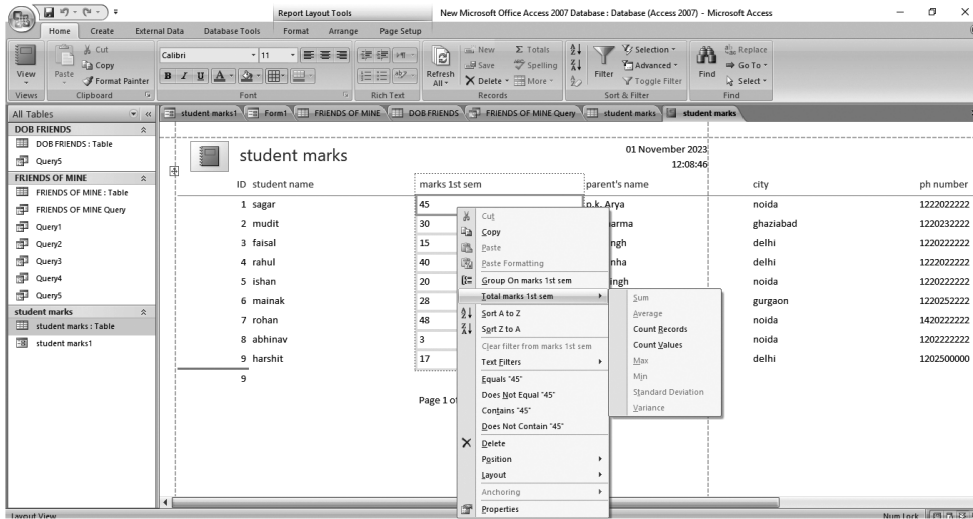 Report Layout Tools New Microsoft Office Access 2007 Database : Database (Access 2007) - Microsoft Access
Home Create External Data Database Tools Format Arrange Page Setup
View
Views
Paste
Cut
Copy
Format Painter
Clipboard
Calibri 11
B I U A
Font
Rich Text
Refresh All
New
Save
Delete
Totals
Spelling
More
Records
Filter
Selection
Advanced
Toggle Filter
Sort & Filter
Find
Replace
Go To
Select
Find
All Tables
student marks1 Form1 FRIENDS OF MINE DOB FRIENDS FRIENDS OF MINE Query student marks student marks
DOB FRIENDS
DOB FRIENDS : Table
Query5
FRIENDS OF MINE
FRIENDS OF MINE : Table
FRIENDS OF MINE Query
Query1
Query2
Query3
Query4
Query5
student marks
student marks : Table
student marks1
student marks
01 November 2023
12:08:46
ID student name marks 1st sem parent's name city ph number
1 sagar 45 p.k. Arya noida 1222022222
2 mudit 30 ghaziabad 1220232222
3 faisal 15 delhi 1220222222
4 rahul 40 delhi 1222022222
5 ishan 20 noida 1220222222
6 mainak 28 gurgaon 1220252222
7 rohan 48 noida 1420222222
8 abhinav 3 noida 1202222222
9 harshit 17 delhi 1202500000
9
Page 1 of
Cut
Copy
Paste
Paste Formatting
Group On marks 1st sem
Total marks 1st sem
Sort A to Z
Sort Z to A
Clear filter from marks 1st sem
Text Filters
Equals "45"
Does Not Equal "45"
Contains "45"
Does Not Contain "45"
Delete
Position
Layout
Anchoring
Properties
Sum
Average
Count Records
Count Values
Max
Min
Standard Deviation
Variance
Layout View Num Lock